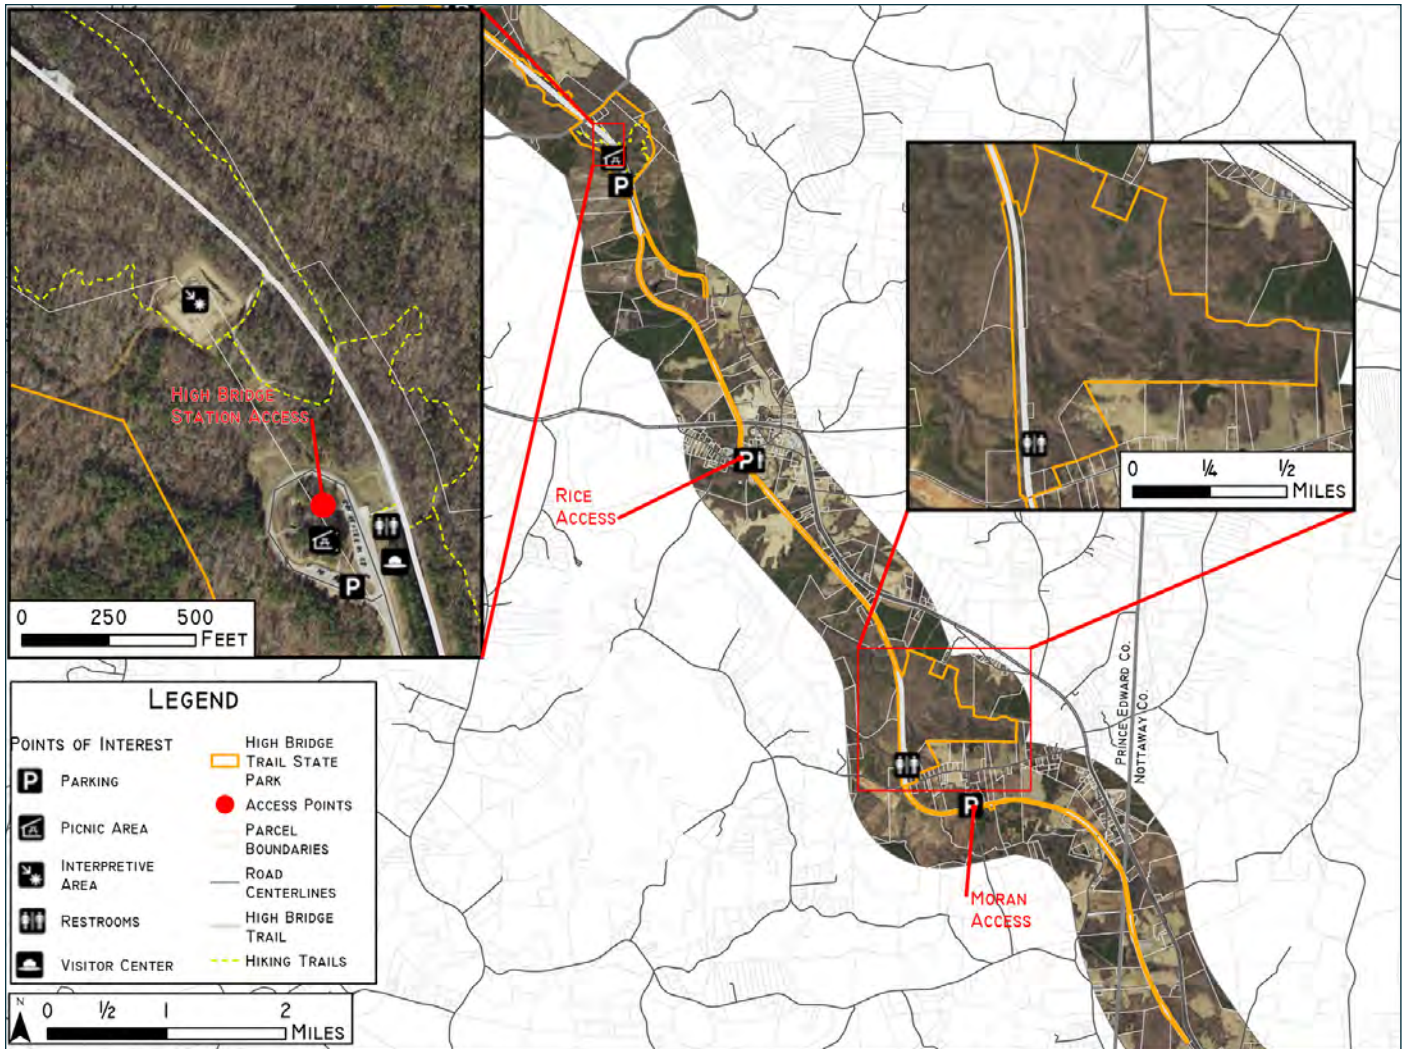 HIGH BRIDGE
STATION ACCESS
P
0 250 500
FEET
P
RICE
ACCESS
P
0 ¼ ½
MILES
PRINCE EDWARD CO.
NOTTAWAY CO.
P
MORAN
ACCESS
LEGEND
POINTS OF INTEREST
P PARKING
PICNIC AREA
INTERPRETIVE
AREA
RESTROOMS
VISITOR CENTER
HIGH BRIDGE
TRAIL STATE
PARK
ACCESS POINTS
PARCEL
BOUNDARIES
ROAD
CENTERLINES
HIGH BRIDGE
TRAIL
HIKING TRAILS
N
0 ½ 1 2
MILES